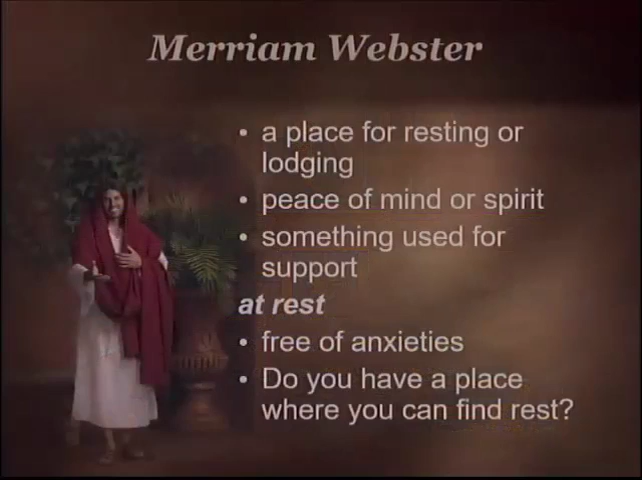 Merriam Webster
• a place for resting or
lodging
• peace of mind or spirit
• something used for
support
at rest
• free of anxieties
• Do you have a place
where you can find rest?